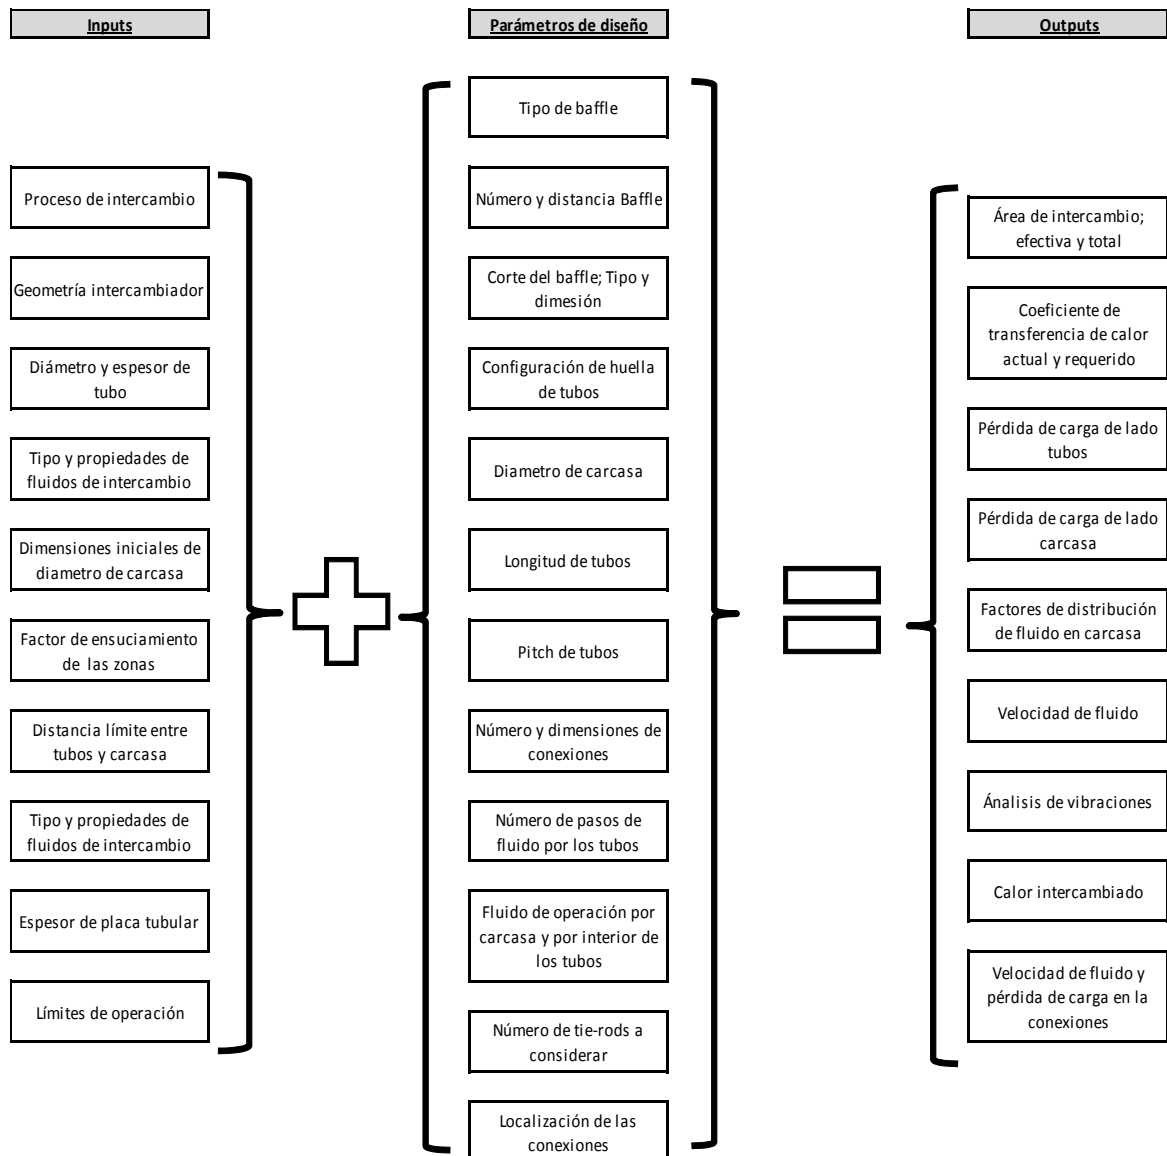 Inputs
Proceso de intercambio
Geometría intercambiador
Diámetro y espesor de
tubo
Tipo y propiedades de
fluidos de intercambio
Dimensiones iniciales de
diametro de carcasa
Factor de ensuciamiento
de las zonas
Distancia límite entre
tubos y carcasa
Tipo y propiedades de
fluidos de intercambio
Espesor de placa tubular
Límites de operación
Parámetros de diseño
Tipo de baffle
Número y distancia Baffle
Corte del baffle; Tipo y
dimesión
Configuración de huella
de tubos
Diametro de carcasa
Longitud de tubos
Pitch de tubos
Número y dimensiones de
conexiones
Número de pasos de
fluido por los tubos
Fluido de operación por
carcasa y por interior de
los tubos
Número de tie-rods a
considerar
Localización de las
conexiones
Outputs
Área de intercambio;
efectiva y total
Coeficiente de
transferencia de calor
actual y requerido
Pérdida de carga de lado
tubos
Pérdida de carga de lado
carcasa
Factores de distribución
de fluido en carcasa
Velocidad de fluido
Ánalisis de vibraciones
Calor intercambiado
Velocidad de fluido y
pérdida de carga en la
conexiones